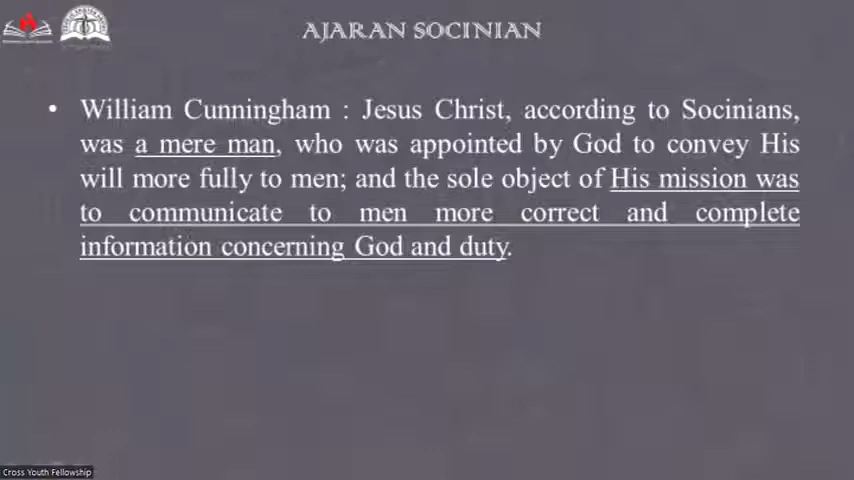 AJARAN SOCINIAN
• William Cunningham : Jesus Christ, according to Socinians,
was a mere man, who was appointed by God to convey His
will more fully to men; and the sole object of His mission was
to communicate to men more correct and complete
information concerning God and duty.
Cross Youth Fellowship